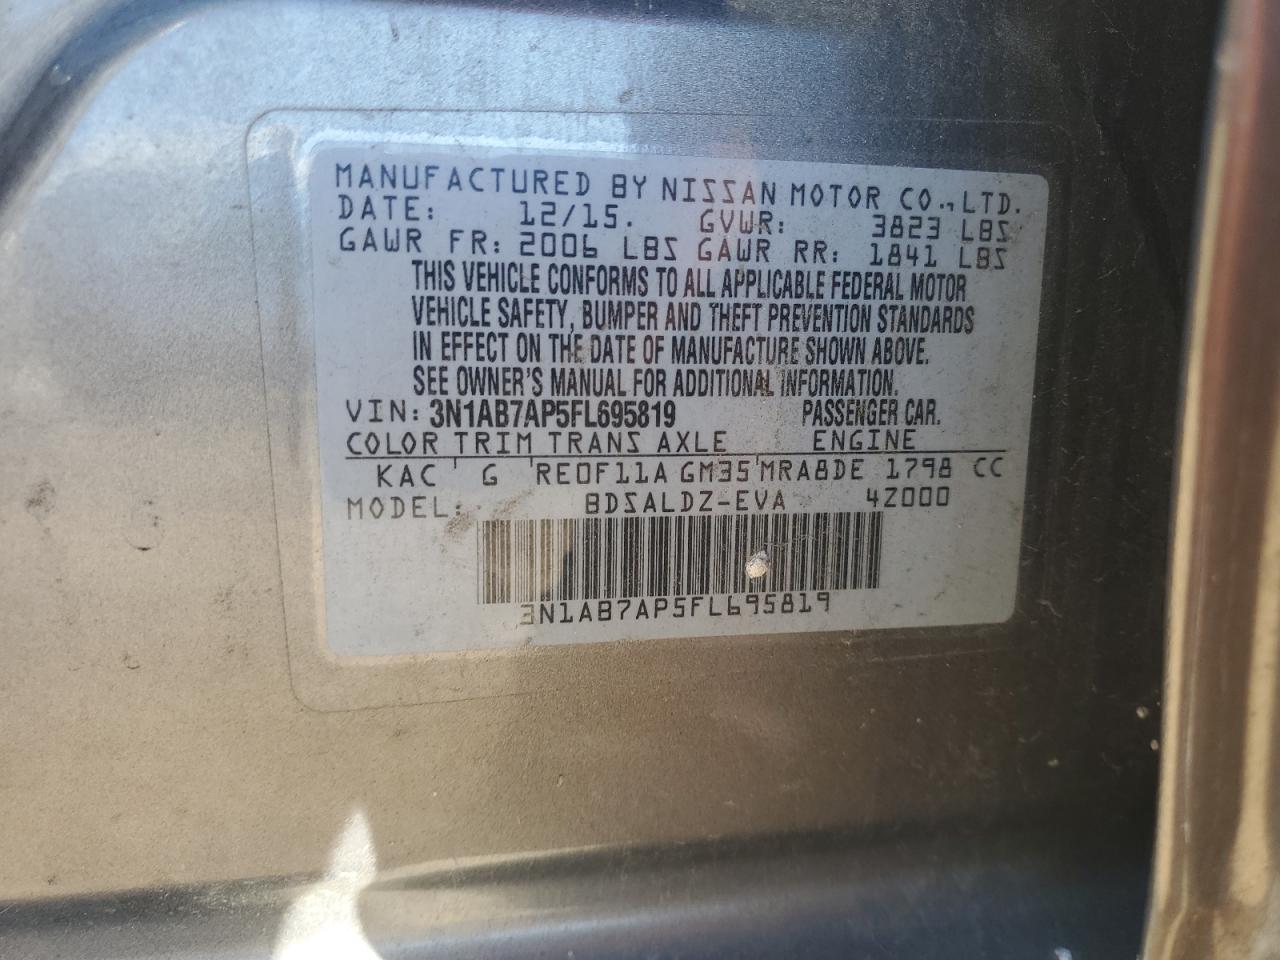 MANUFACTURED BY NISSAN MOTOR CO., LTD.
DATE: 12/15. GVWR: 3823 LBS
GAWR FR: 2006 LBS GAWR RR: 1841 LBS
THIS VEHICLE CONFORMS TO ALL APPLICABLE FEDERAL MOTOR
VEHICLE SAFETY, BUMPER AND THEFT PREVENTION STANDARDS
IN EFFECT ON THE DATE OF MANUFACTURE SHOWN ABOVE.
SEE OWNER'S MANUAL FOR ADDITIONAL INFORMATION.
VIN: 3N1AB7AP5FL695819 PASSENGER CAR.
COLOR TRIM TRANS AXLE ENGINE
KAC G RE0F11A GM35 MRA8DE 1798 CC
MODEL: BDSALDZ-EVA 4Z000
3N1AB7AP5FL695819